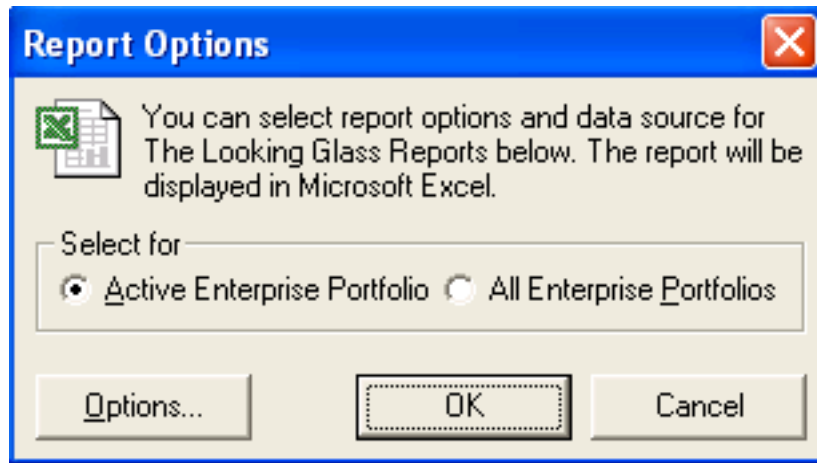 Report Options
You can select report options and data source for
The Looking Glass Reports below. The report will be
displayed in Microsoft Excel.
Select for
Active Enterprise Portfolio All Enterprise Portfolios
Options... OK Cancel